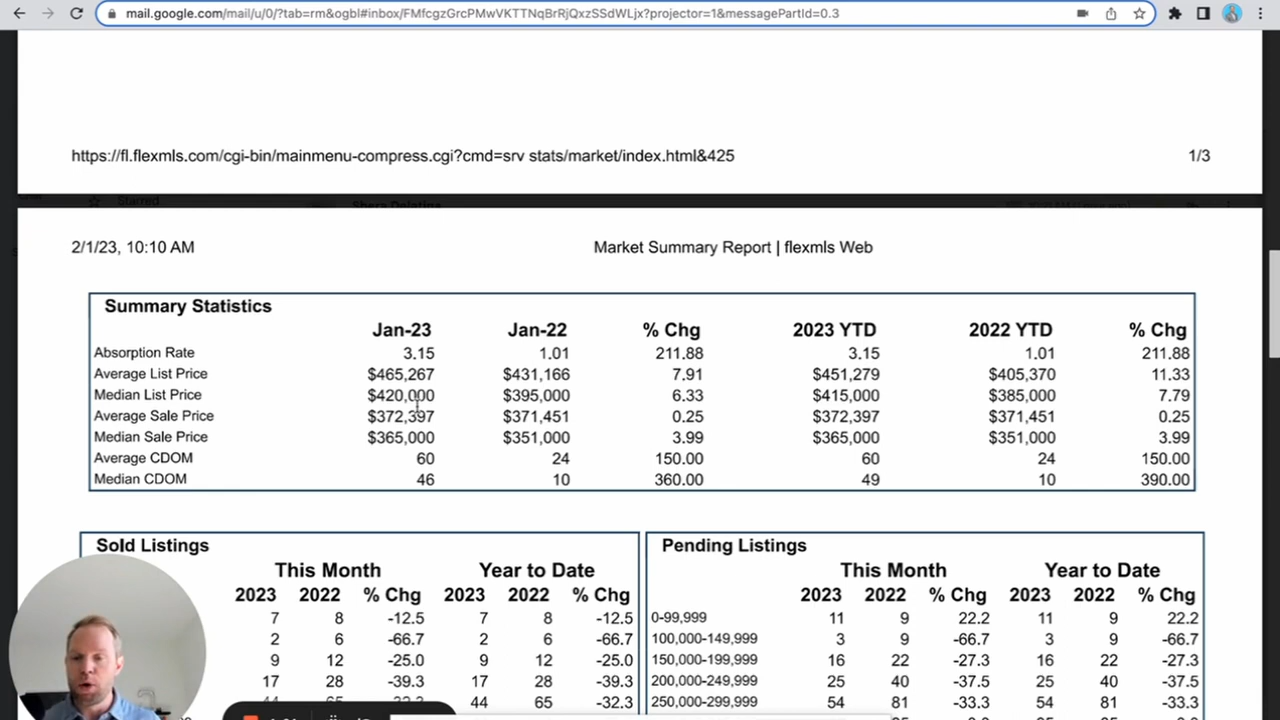 mail.google.com/mail/u/0/?tab=rm&ogbl#inbox/FMfcgzGrcPMwVKTTNqBrRjQxzSSdWLjx?projector=1&messagePartId=0.3
https://fl.flexmls.com/cgi-bin/mainmenu-compress.cgi?cmd=srv stats/market/index.html&425 1/3
Starred
2/1/23, 10:10 AM Market Summary Report | flexmls Web
Summary Statistics
Jan-23 Jan-22 % Chg 2023 YTD 2022 YTD % Chg
Absorption Rate 3.15 1.01 211.88 3.15 1.01 211.88
Average List Price $465,267 $431,166 7.91 $451,279 $405,370 11.33
Median List Price $420,000 $395,000 6.33 $415,000 $385,000 7.79
Average Sale Price $372,397 $371,451 0.25 $372,397 $371,451 0.25
Median Sale Price $365,000 $351,000 3.99 $365,000 $351,000 3.99
Average CDOM 60 24 150.00 60 24 150.00
Median CDOM 46 10 360.00 49 10 390.00
Sold Listings
This Month Year to Date
2023 2022 % Chg 2023 2022 % Chg
7 8 -12.5 7 8 -12.5
2 6 -66.7 2 6 -66.7
9 12 -25.0 9 12 -25.0
17 28 -39.3 17 28 -39.3
44 65 -32.3 44 65 -32.3
Pending Listings
This Month Year to Date
2023 2022 % Chg 2023 2022 % Chg
0-99,999 11 9 22.2 11 9 22.2
100,000-149,999 3 9 -66.7 3 9 -66.7
150,000-199,999 16 22 -27.3 16 22 -27.3
200,000-249,999 25 40 -37.5 25 40 -37.5
250,000-299,999 54 81 -33.3 54 81 -33.3